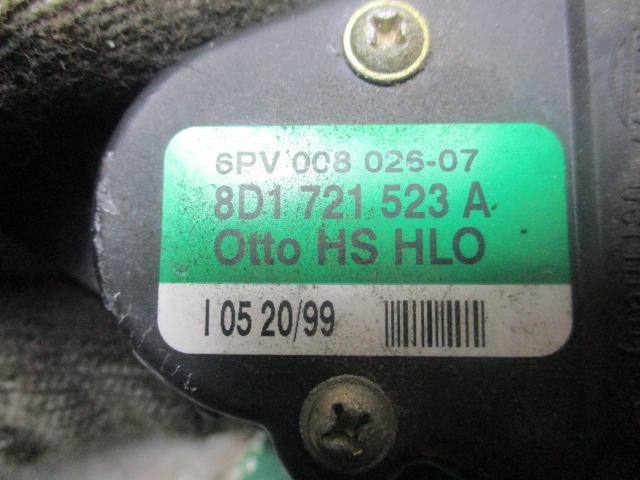 6PV 008 026-07
8D1 721 523 A
Otto HS HLO
I 05 20/99